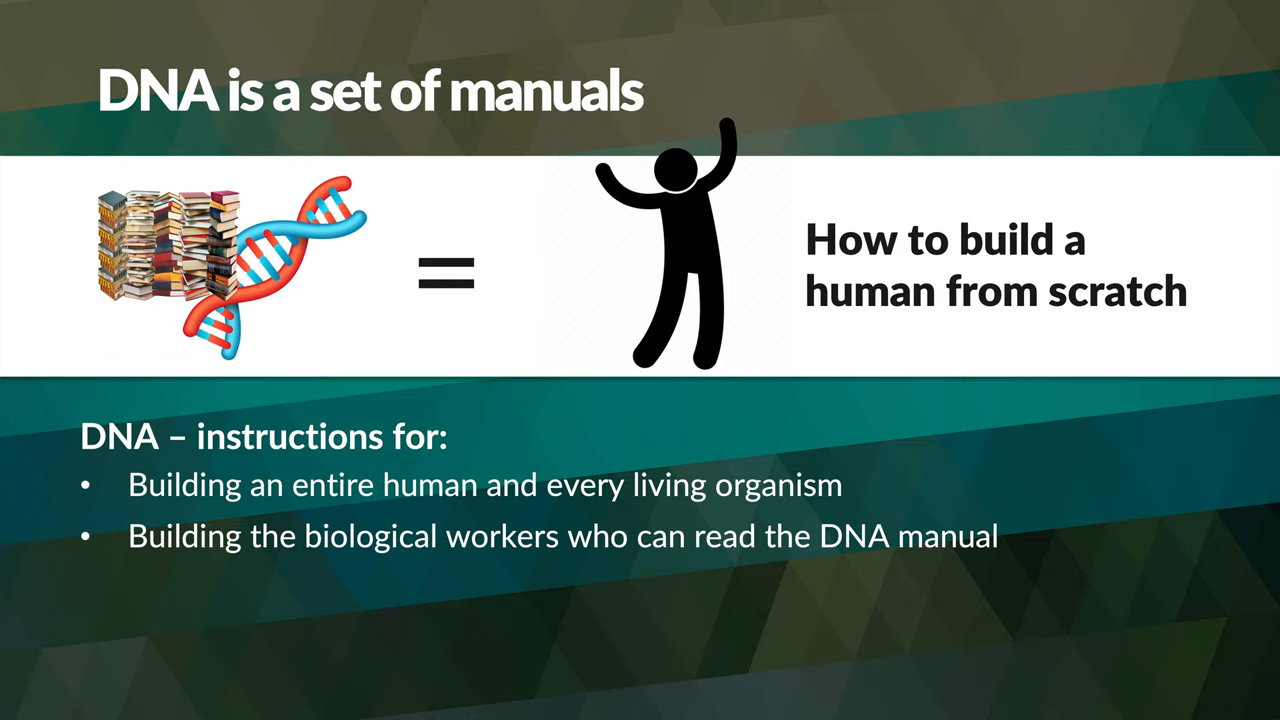 DNA is a set of manuals
=
How to build a
human from scratch
DNA – instructions for:
• Building an entire human and every living organism
• Building the biological workers who can read the DNA manual